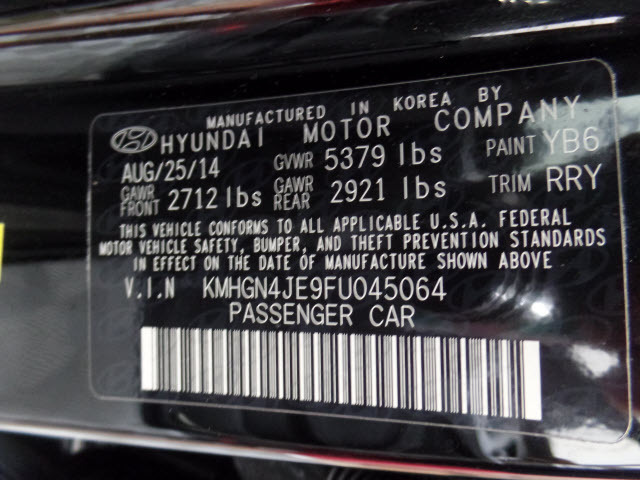 MANUFACTURED IN KOREA BY
HYUNDAI MOTOR COMPANY
AUG/25/14 GVWR 5379 lbs PAINT YB6
GAWR FRONT 2712 lbs GAWR REAR 2921 lbs TRIM RRY
THIS VEHICLE CONFORMS TO ALL APPLICABLE U.S.A. FEDERAL
MOTOR VEHICLE SAFETY, BUMPER, AND THEFT PREVENTION STANDARDS
IN EFFECT ON THE DATE OF MANUFACTURE SHOWN ABOVE
V.I.N KMHGN4JE9FU045064
PASSENGER CAR